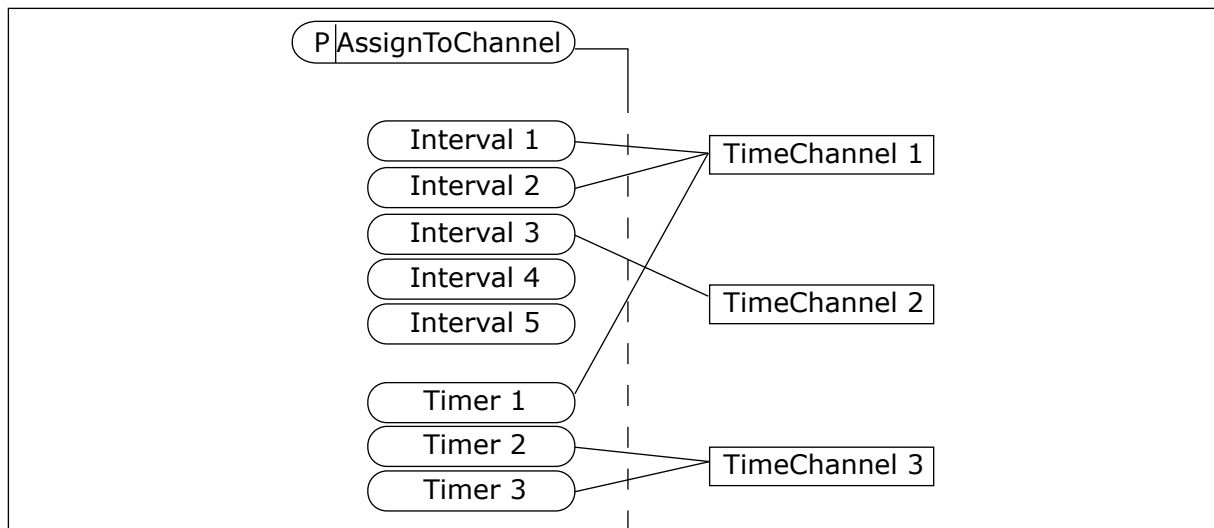 P AssignToChannel
Interval 1
TimeChannel 1
Interval 2
Interval 3
Interval 4
TimeChannel 2
Interval 5
Timer 1
Timer 2
TimeChannel 3
Timer 3